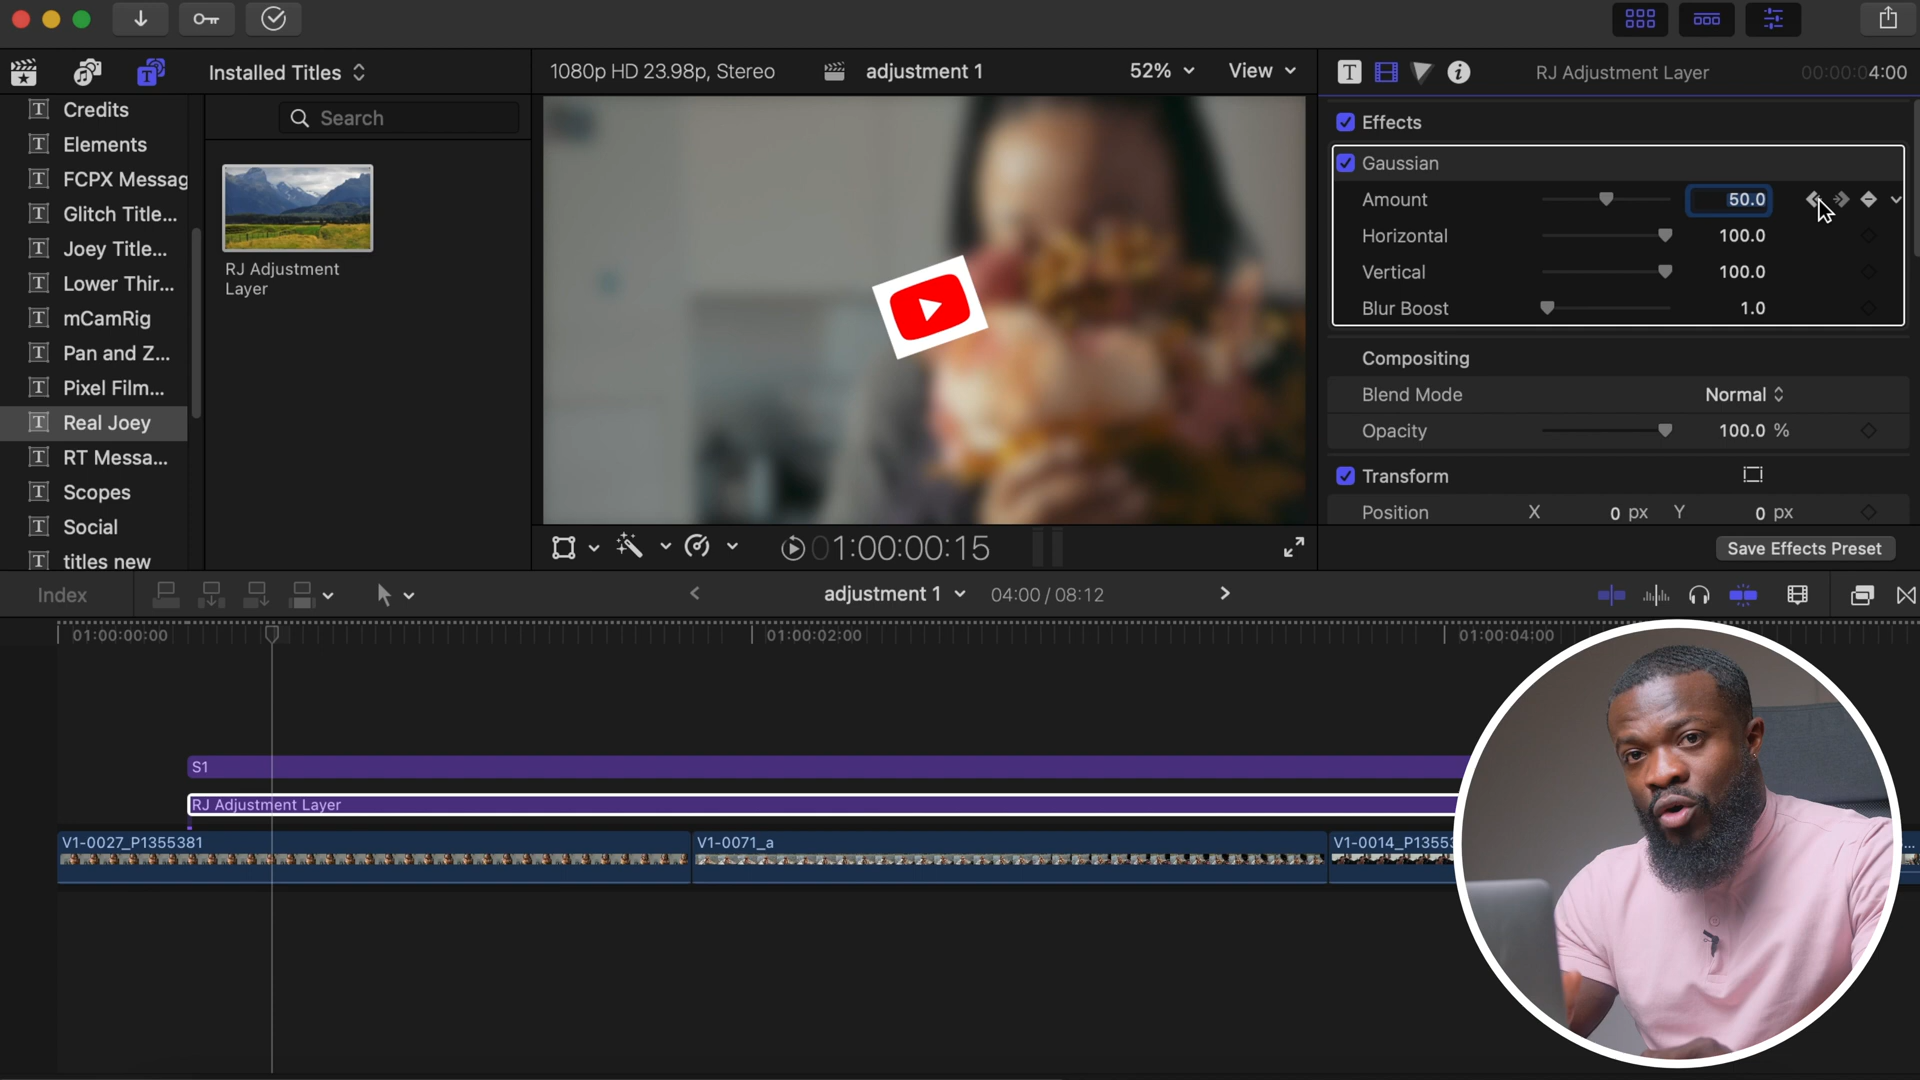 Installed Titles
1080p HD 23.98p, Stereo
adjustment 1
52%
View
RJ Adjustment Layer
00:00:04:00
Credits
Elements
FCPX Messag
Glitch Title...
Joey Title...
Lower Thir...
mCamRig
Pan and Z...
Pixel Film...
Real Joey
RT Messa...
Scopes
Social
titles new
Search
RJ Adjustment
Layer
Effects
Gaussian
Amount 50.0
Horizontal 100.0
Vertical 100.0
Blur Boost 1.0
Compositing
Blend Mode Normal
Opacity 100.0 %
Transform
Position X 0 px Y 0 px
Save Effects Preset
01:00:00:15
Index
adjustment 1
04:00 / 08:12
01:00:00:00
01:00:02:00
01:00:04:00
S1
RJ Adjustment Layer
V1-0027_P1355381
V1-0071_a
V1-0014_P1355